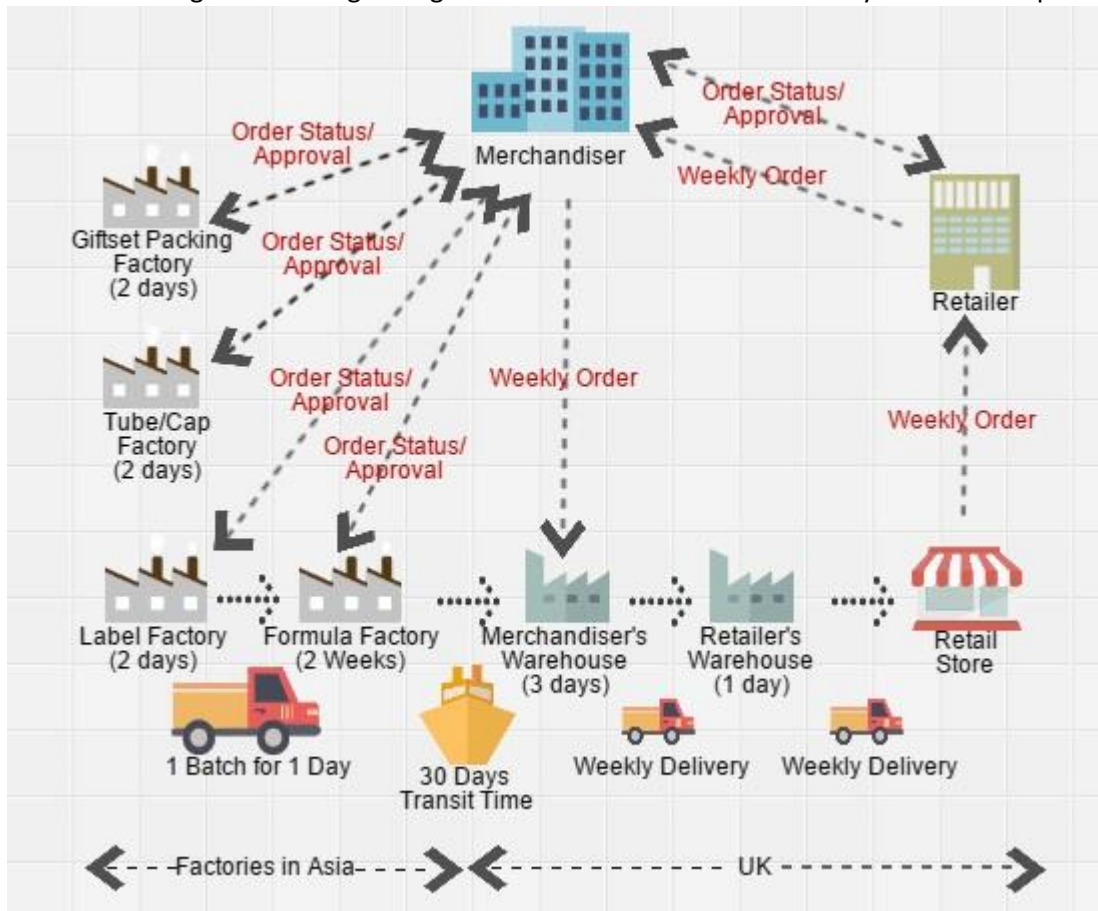 Order Status/
Approval
Merchandiser
Order Status/
Approval
Weekly Order
Giftset Packing
Factory
(2 days)
Order Status/
Approval
Retailer
Tube/Cap
Factory
(2 days)
Order Status/
Approval
Weekly Order
Weekly Order
Order Status/
Approval
Label Factory
(2 days)
Formula Factory
(2 Weeks)
Merchandiser's
Warehouse
(3 days)
Retailer's
Warehouse
(1 day)
Retail
Store
1 Batch for 1 Day
30 Days
Transit Time
Weekly Delivery
Weekly Delivery
Factories in Asia
UK